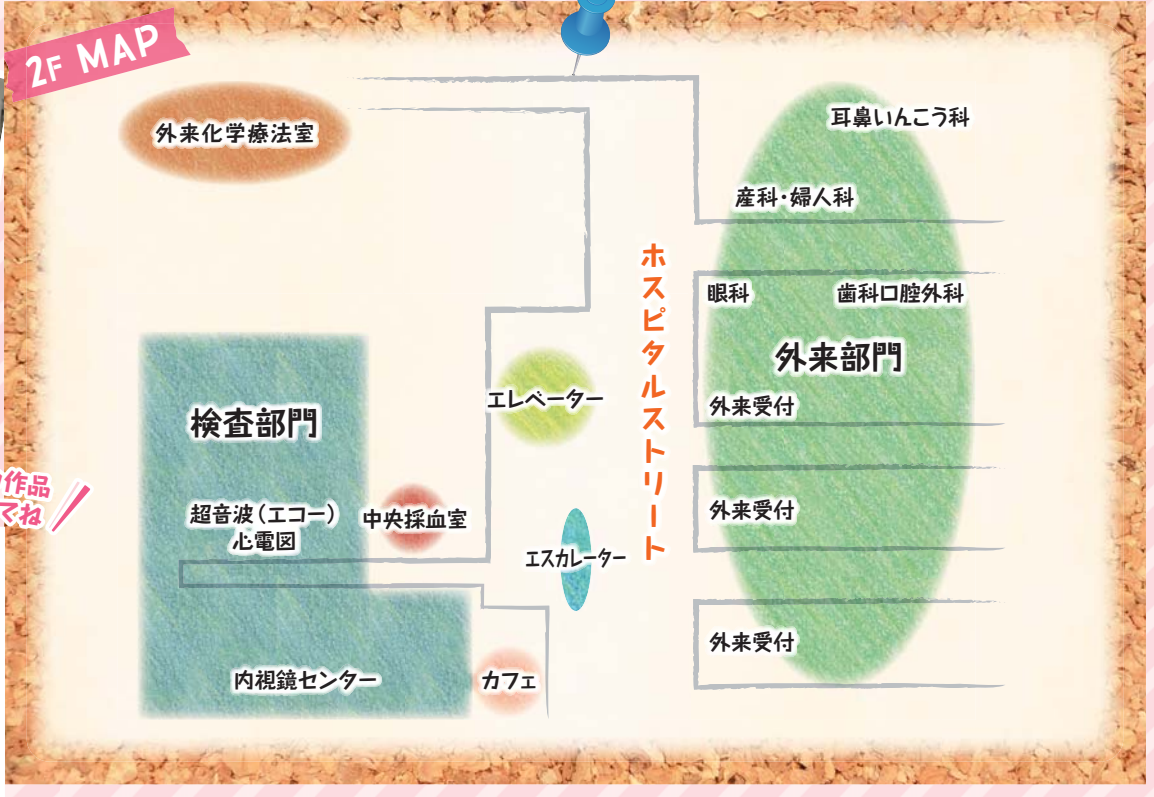 2F MAP
外来化学療法室
耳鼻いんこう科
産科・婦人科
ホスピタルストリート
眼科
歯科口腔外科
外来部門
外来受付
エレベーター
検査部門
超音波(エコー)
心電図
中央採血室
エスカレーター
外来受付
外来受付
内視鏡センター
カフェ
作品
てね